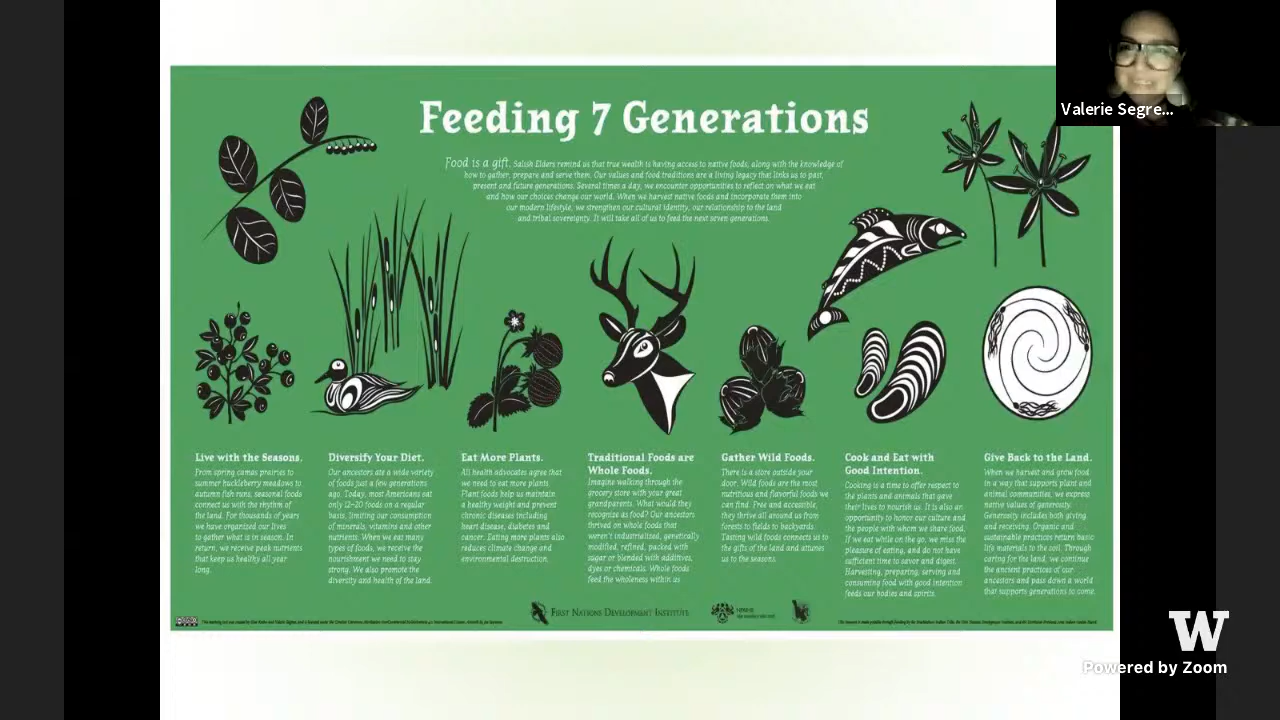 Valerie Segre...
Feeding 7 Generations
Food is a gift. Salish Elders remind us that true wealth is having access to native foods, along with the knowledge of
how to gather, prepare and serve them. Our values and food traditions are a living legacy that links us to past,
present and future generations. Several times a day, we encounter opportunities to reflect on what we eat
and how our choices change our world. When we harvest native foods and incorporate them into
our modern lifestyle, we strengthen our cultural identity, our relationship to the land
and tribal sovereignty. It will take all of us to feed the next seven generations.
Live with the Seasons.
From spring camas prairies to
summer huckleberry meadows to
autumn fish runs, seasonal foods
connect us with the rhythm of
the land. For thousands of years
we have organized our lives
to gather what is in season. In
return, we receive peak nutrients
that keep us healthy all year
long.
Diversify Your Diet.
Our ancestors ate a wide variety
of foods just a few generations
ago. Today, most Americans eat
only 12-20 foods on a regular
basis, limiting our consumption
of minerals, vitamins and other
nutrients. When we eat many
types of foods, we receive the
nourishment we need to stay
strong. We also promote the
diversity and health of the land.
Eat More Plants.
All health advocates agree that
we need to eat more plants.
Plant foods help us maintain
a healthy weight and prevent
chronic diseases including
heart disease, diabetes and
cancer. Eating more plants also
reduces climate change and
environmental destruction.
Traditional Foods are
Whole Foods.
Imagine walking through the
grocery store with your great
grandparents. What would they
recognize as food? Our ancestors
thrived on whole foods that
weren't industrialized, genetically
modified, refined, packed with
sugar or blended with additives,
dyes or chemicals. Whole foods
feed the wholeness within us
Gather Wild Foods.
There is a store outside your
door. Wild foods are the most
nutritious and flavorful foods we
can find. Free and accessible,
they thrive all around us from
forests to fields to backyards.
Tasting wild foods connects us to
the gifts of the land and attunes
us to the seasons.
Cook and Eat with
Good Intention.
Cooking is a time to offer respect to
the plants and animals that gave
their lives to nourish us. It is also an
opportunity to honor our culture and
the people with whom we share food.
If we eat while on the go, we miss the
pleasure of eating, and do not have
sufficient time to savor and digest.
Harvesting, preparing, serving and
consuming food with good intention
feeds our bodies and spirits.
Give Back to the Land.
When we harvest and grow food
in a way that supports plant and
animal communities, we express
native values of generosity.
Generosity includes both giving
and receiving. Organic and
sustainable practices return basic
life materials to the soil. Through
caring for the land, we continue
the ancient practices of our
ancestors and pass down a world
that supports generations to come.
First Nations Development Institute
W
Powered by Zoom